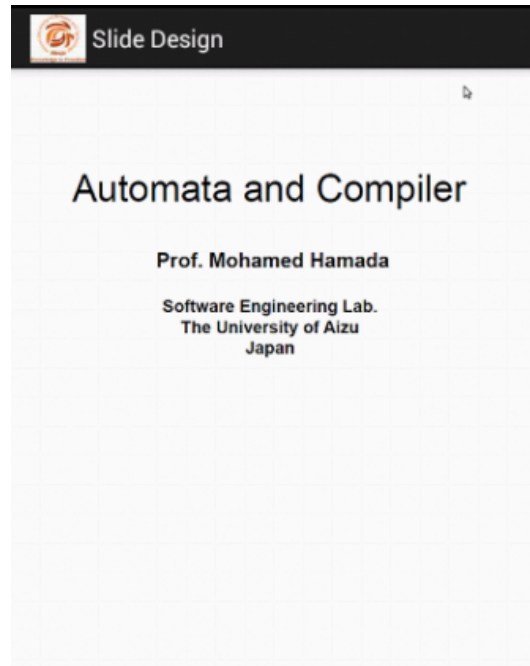 Slide Design
Automata and Compiler
Prof. Mohamed Hamada
Software Engineering Lab.
The University of Aizu
Japan